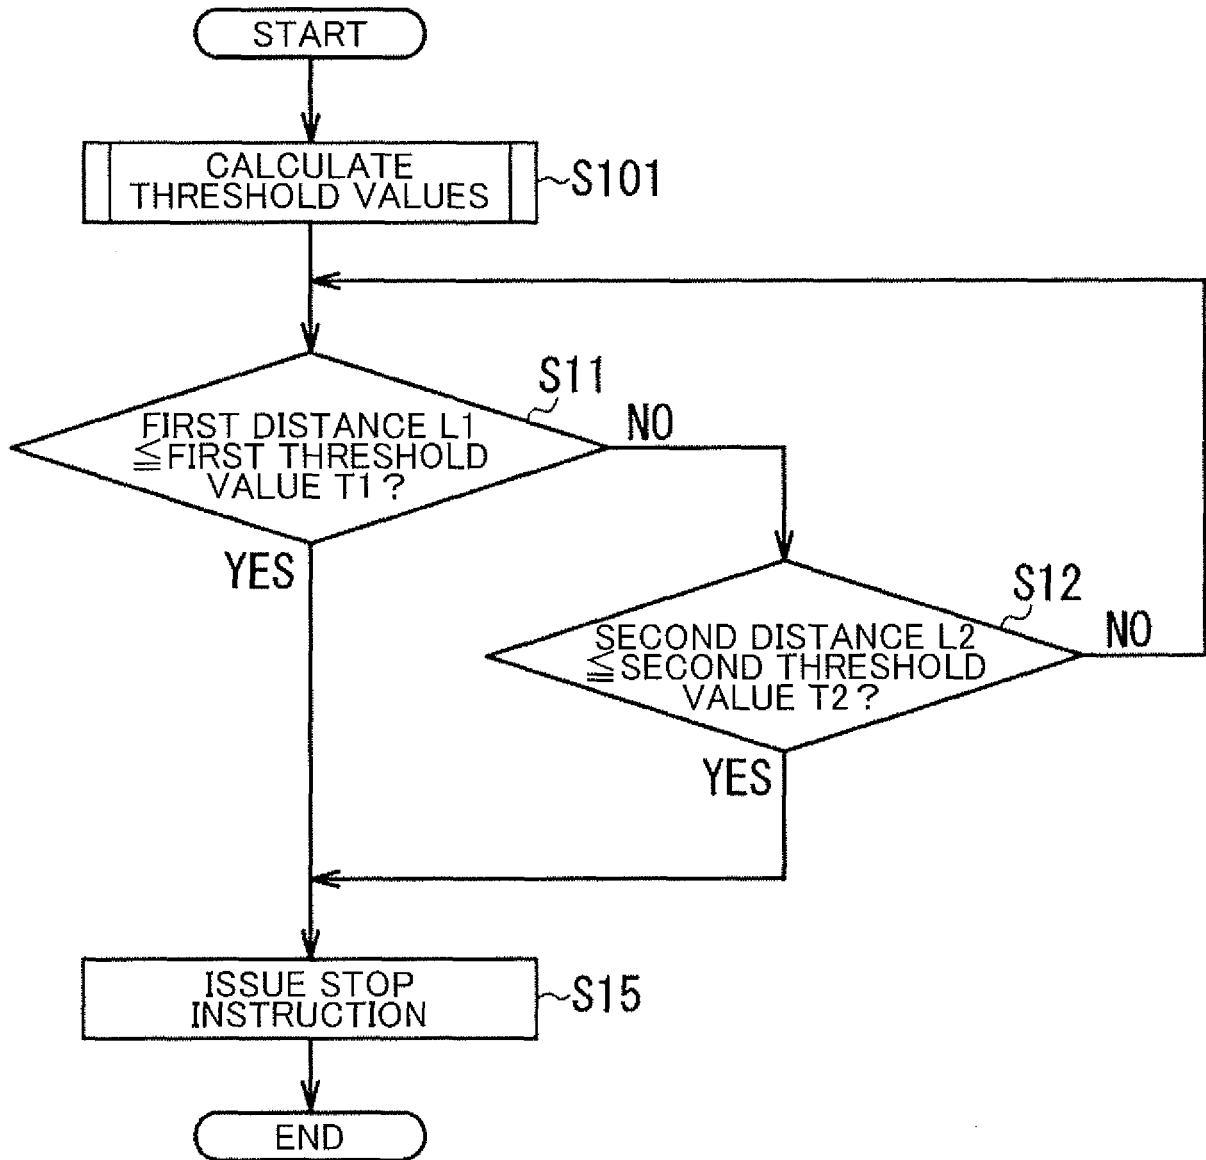 START
CALCULATE
THRESHOLD VALUES
S101
S11
FIRST DISTANCE L1
≦FIRST THRESHOLD
VALUE T1?
NO
YES
S12
SECOND DISTANCE L2
≦SECOND THRESHOLD
VALUE T2?
NO
YES
ISSUE STOP
INSTRUCTION
S15
END